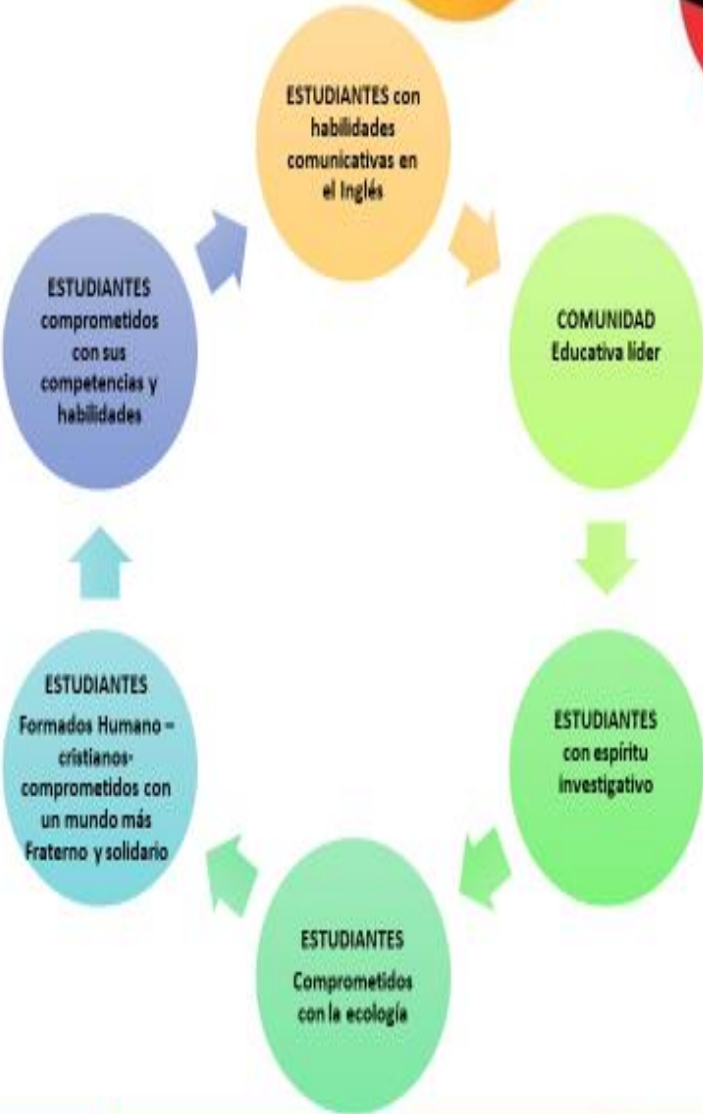 ESTUDIANTES con
habilidades
comunicativas en
el Inglés
COMUNIDAD
Educativa líder
ESTUDIANTES
con espíritu
investigativo
ESTUDIANTES
Comprometidos
con la ecología
ESTUDIANTES
Formados Humano –
cristianos-
comprometidos con
un mundo más
Fraterno y solidario
ESTUDIANTES
comprometidos
con sus
competencias y
habilidades